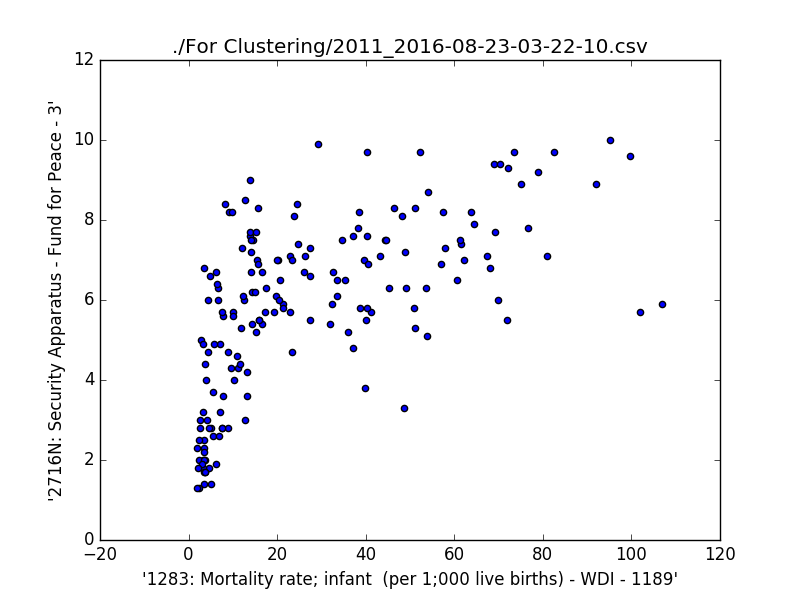 ./For Clustering/2011_2016-08-23-03-22-10.csv
12
10
8
6
4
2
0
'2716N: Security Apparatus - Fund for Peace - 3'
−20 0 20 40 60 80 100 120
'1283: Mortality rate; infant  (per 1;000 live births) - WDI - 1189'